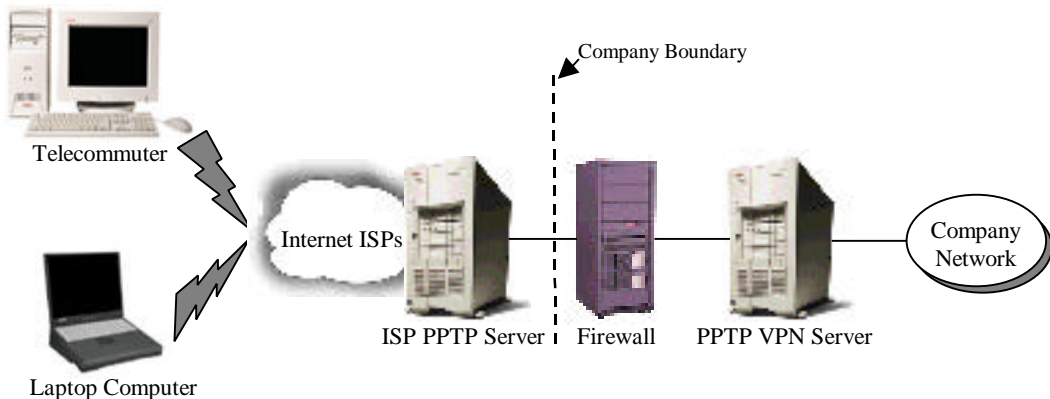 Company Boundary
Telecommuter
Internet ISPs
Company
Network
ISP PPTP Server
Firewall
PPTP VPN Server
Laptop Computer